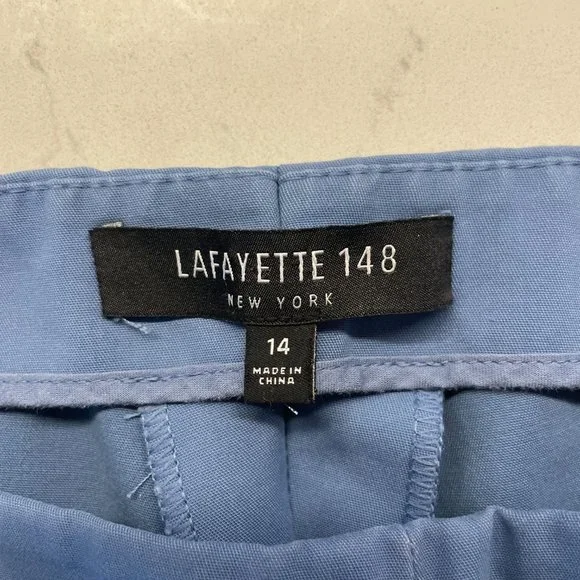 LAFAYETTE 148
NEW YORK
14
MADE IN
CHINA